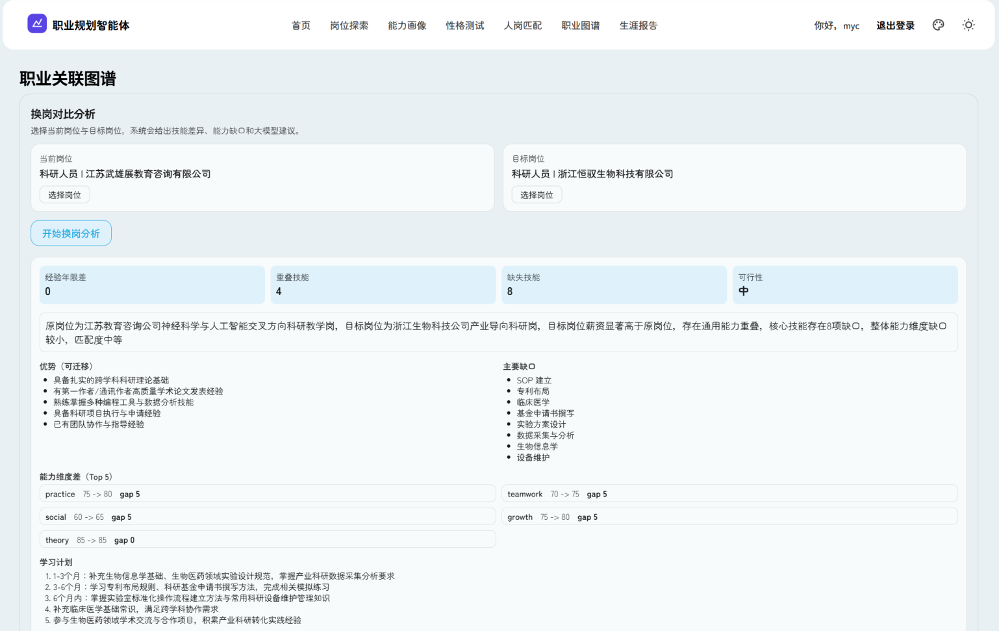 职业规划智能体
首页
岗位探索
能力画像
性格测试
人岗匹配
职业图谱
生涯报告
你好，myc
退出登录
职业关联图谱
换岗对比分析
选择当前岗位与目标岗位，系统会给出技能差异、能力缺口和大模型建议。
当前岗位
科研人员 | 江苏武雄展教育咨询有限公司
选择岗位
目标岗位
科研人员 | 浙江恒驭生物科技有限公司
选择岗位
开始换岗分析
经验年限差
0
重叠技能
4
缺失技能
8
可行性
中
原岗位为江苏教育咨询公司神经科学与人工智能交叉方向科研教学岗，目标岗位为浙江生物科技公司产业导向科研岗，目标岗位薪资显著高于原岗位，存在通用能力重叠，核心技能存在8项缺口，整体能力维度缺口
较小，匹配度中等
优势（可迁移）
具备扎实的跨学科科研理论基础
有第一作者/通讯作者高质量学术论文发表经验
熟练掌握多种编程工具与数据分析技能
具备科研项目执行与申请经验
已有团队协作与指导经验
主要缺口
SOP 建立
专利布局
临床医学
基金申请书撰写
实验方案设计
数据采集与分析
生物信息学
设备维护
能力维度差（Top 5）
practice 75 -> 80 gap 5
teamwork 70 -> 75 gap 5
social 60 -> 65 gap 5
growth 75 -> 80 gap 5
theory 85 -> 85 gap 0
学习计划
1. 1-3个月：补充生物信息学基础、生物医药领域实验设计规范，掌握产业科研数据采集分析要求
2. 3-6个月：学习专利布局规则、科研基金申请书撰写方法，完成相关模拟练习
3. 6个月内：掌握实验室标准化操作流程建立方法与常用科研设备维护管理知识
4. 补充临床医学基础常识，满足跨学科协作需求
5. 参与生物医药领域学术交流与合作项目，积累产业科研转化实践经验